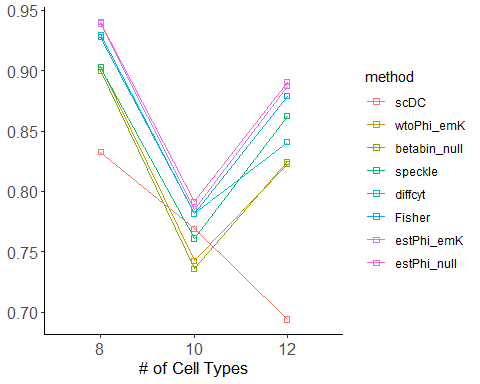 0.95
0.90
0.85
0.80
0.75
0.70
8 10 12
# of Cell Types
method
scDC
wtoPhi_emK
betabin_null
speckle
diffcyt
Fisher
estPhi_emK
estPhi_null